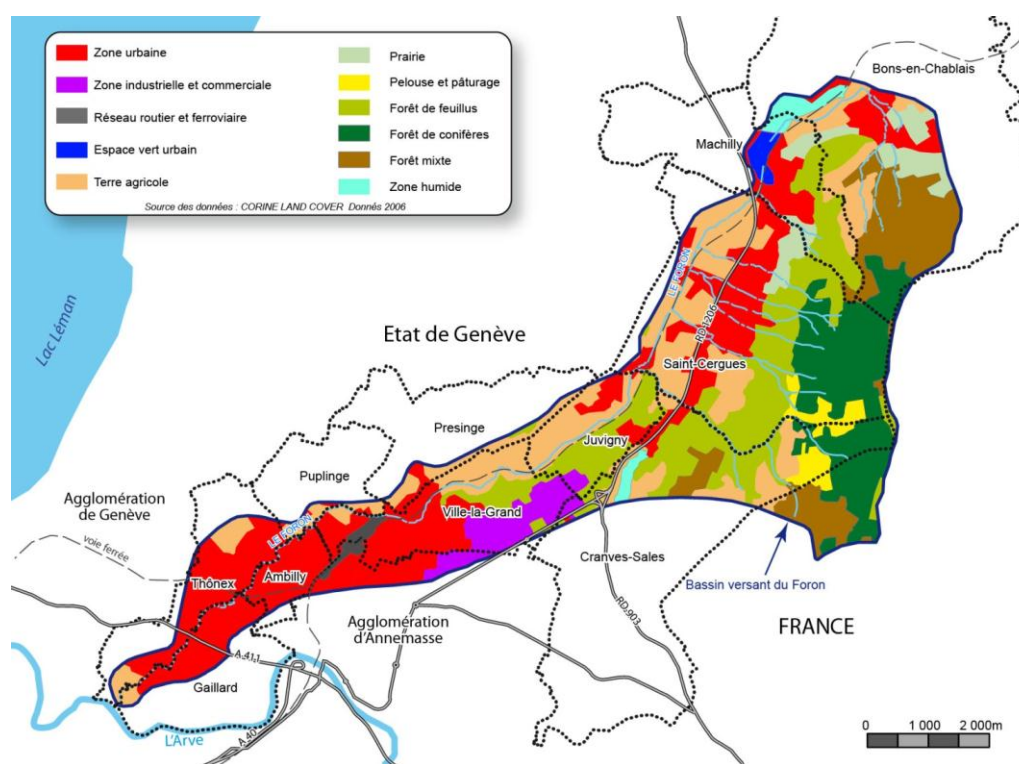 Zone urbaine
Zone industrielle et commerciale
Réseau routier et ferroviaire
Espace vert urbain
Terre agricole
Prairie
Pelouse et pâturage
Forêt de feuillus
Forêt de conifères
Forêt mixte
Zone humide
Source des données : CORINE LAND COVER Donnés 2006
Bons-en-Chablais
Machilly
Lac Léman
LE FORON
RD 1206
Etat de Genève
Saint-Cergues
Presinge
Juvigny
Puplinge
Agglomération
de Genève
Ville-la-Grand
LE FORON
voie ferrée
Cranves-Sales
Thônex
Ambilly
Bassin versant du Foron
Agglomération
d'Annemasse
RD 903
FRANCE
A 411
Gaillard
L'Arve
A 40
0 1 000 2 000m